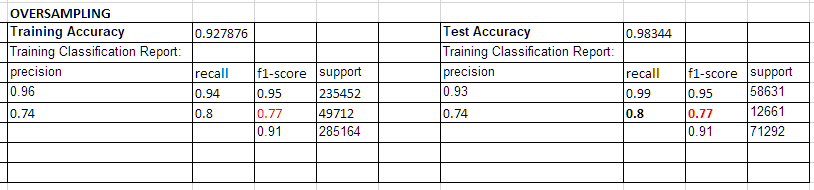 OVERSAMPLING
Training Accuracy 0.927876 Test Accuracy 0.98344
Training Classification Report: Training Classification Report:
precision recall f1-score support precision recall f1-score support
0.96 0.94 0.95 235452 0.93 0.99 0.95 58631
0.74 0.8 0.77 49712 0.74 0.8 0.77 12661
0.91 285164 0.91 71292